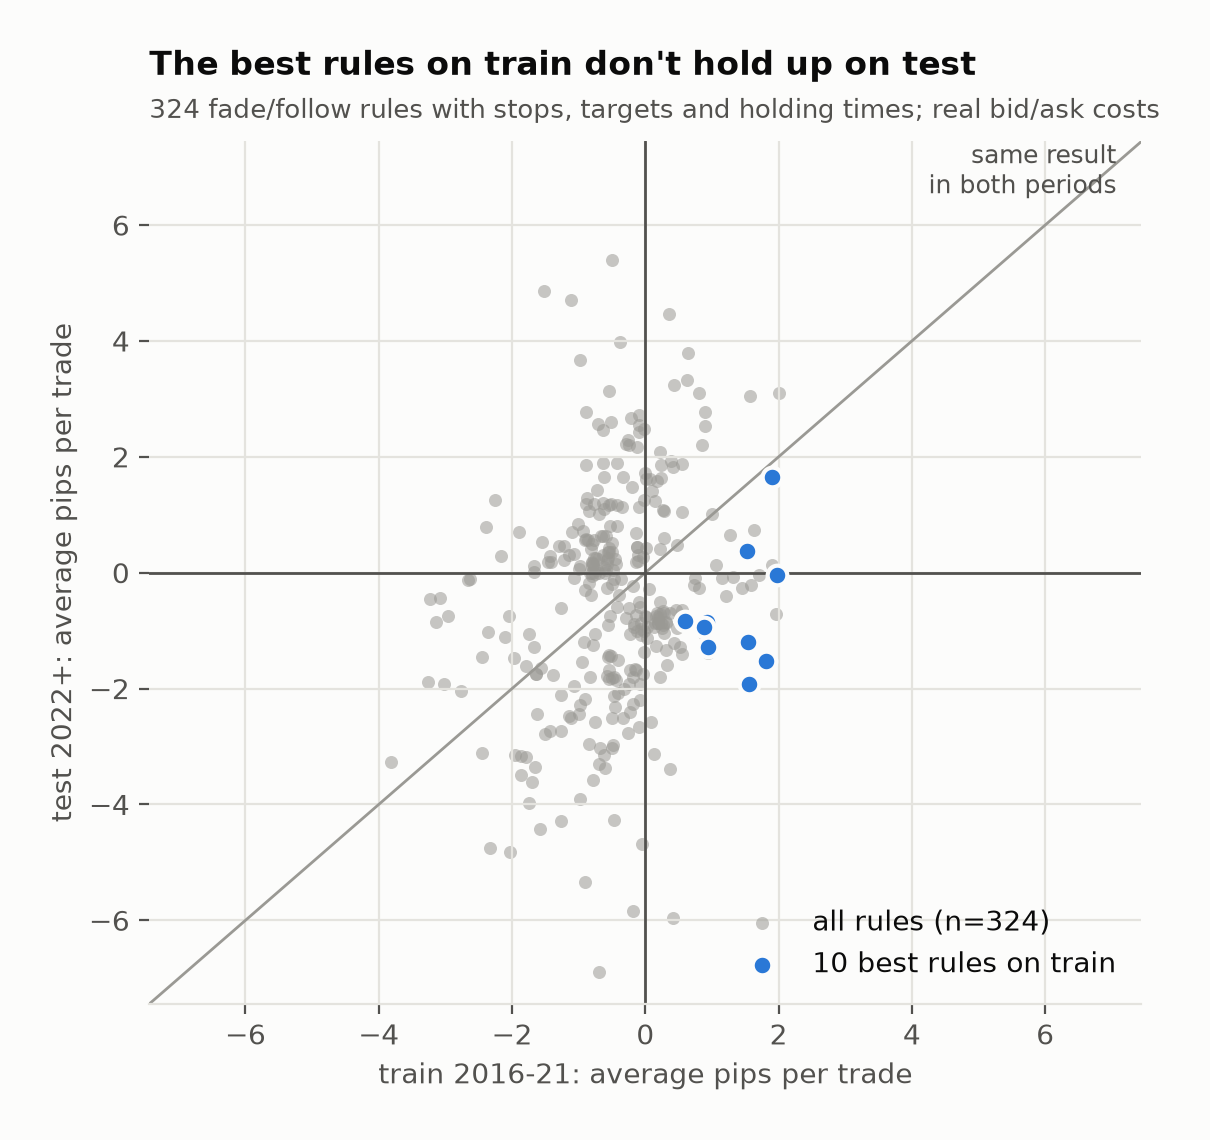 The best rules on train don't hold up on test
324 fade/follow rules with stops, targets and holding times; real bid/ask costs
same result
in both periods
6
4
2
0
−2
−4
−6
test 2022+: average pips per trade
all rules (n=324)
10 best rules on train
−6
−4
−2
0
2
4
6
train 2016-21: average pips per trade